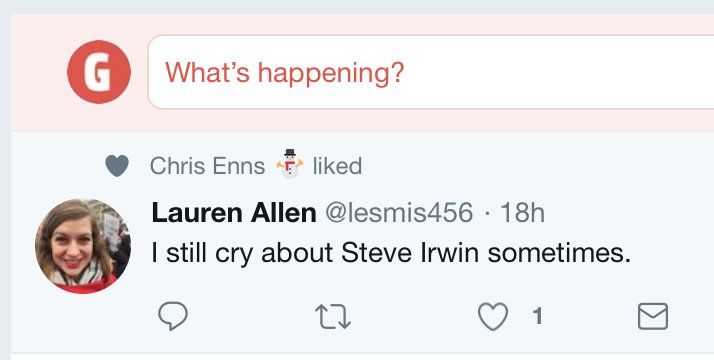 G
What's happening?
Chris Enns ⛄ liked
Lauren Allen @lesmis456 · 18h
I still cry about Steve Irwin sometimes.
1